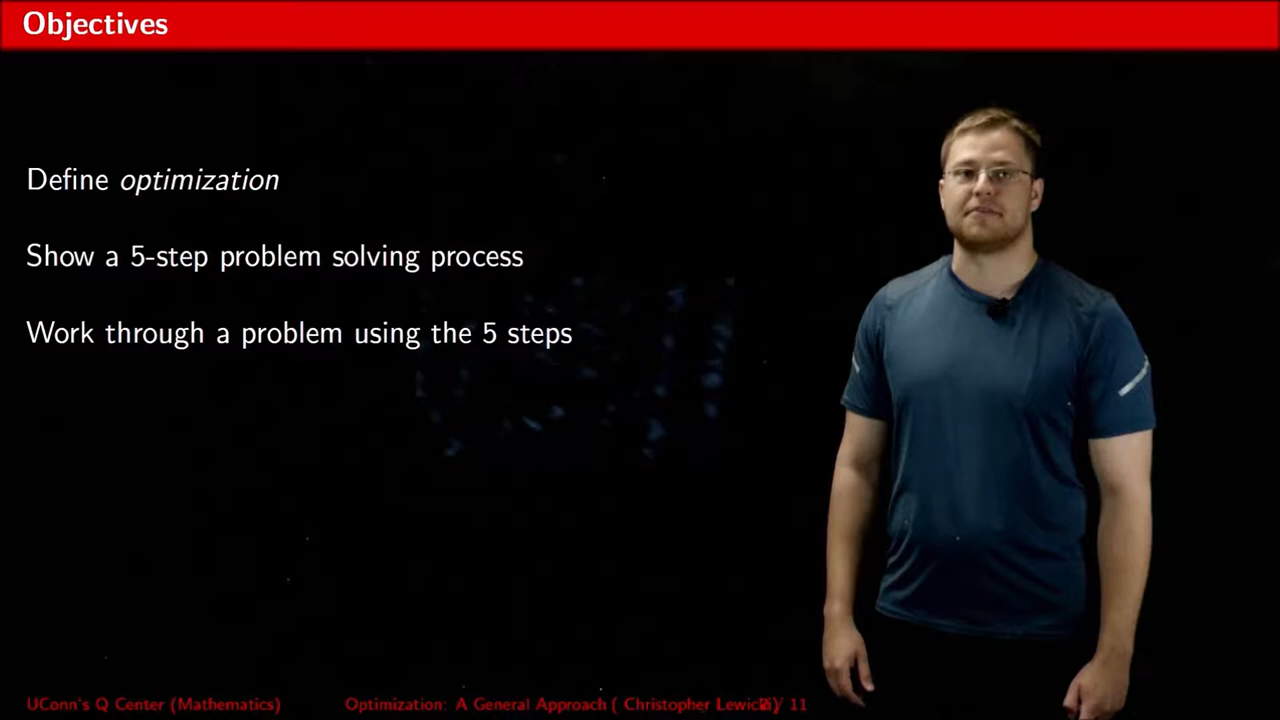 Objectives
Define optimization
Show a 5-step problem solving process
Work through a problem using the 5 steps
UConn's Q Center (Mathematics)
Optimization: A General Approach ( Christopher / 11